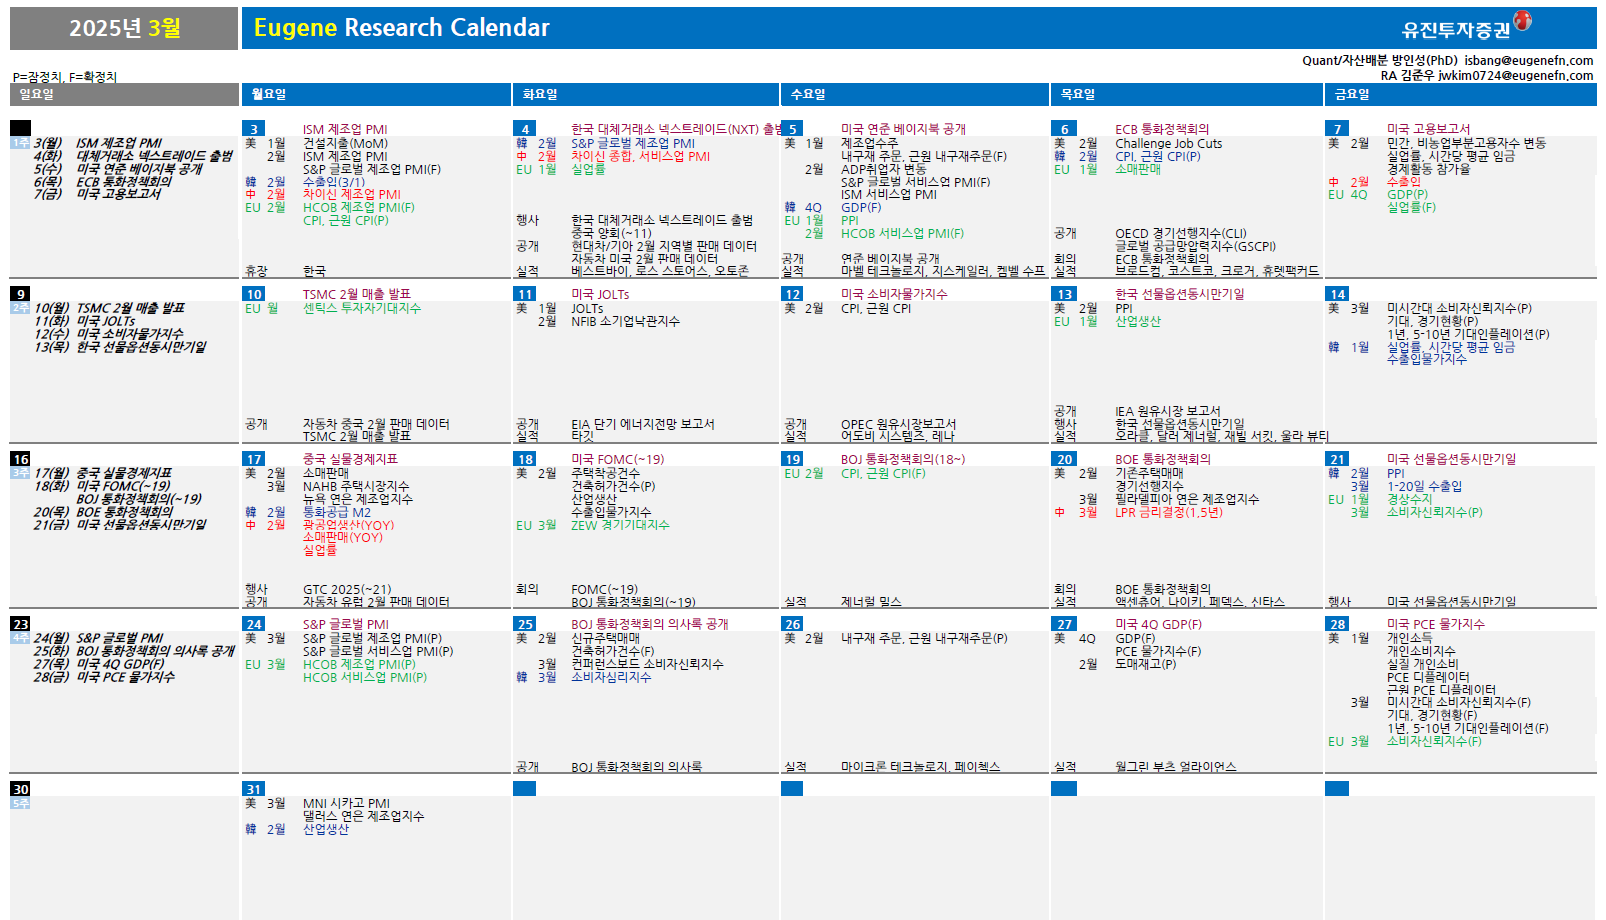 2025년 3월
Eugene Research Calendar
유진투자증권
Quant/자산배분 방인성(PhD) isbang@eugenefn.com
P=잠정치, F=확정치
RA 김준우 jwkim0724@eugenefn.com
일요일
월요일
화요일
수요일
목요일
금요일
1주 3(월) ISM 제조업 PMI
4(화) 대체거래소 넥스트레이드 출범
5(수) 미국 연준 베이지북 공개
6(목) ECB 통화정책회의
7(금) 미국 고용보고서
3 ISM 제조업 PMI
美 1월 건설지출(MoM)
2월 ISM 제조업 PMI
S&P 글로벌 제조업 PMI(F)
韓 2월 수출입(3/1)
中 2월 차이신 제조업 PMI
EU 2월 HCOB 제조업 PMI(F)
CPI, 근원 CPI(P)
휴장 한국
4 한국 대체거래소 넥스트레이드(NXT) 출범
韓 2월 S&P 글로벌 제조업 PMI
中 2월 차이신 종합, 서비스업 PMI
EU 1월 실업률
행사 한국 대체거래소 넥스트레이드 출범
중국 양회(~11)
공개 현대차/기아 2월 지역별 판매 데이터
자동차 미국 2월 판매 데이터
실적 베스트바이, 로스 스토어스, 오토존
5 미국 연준 베이지북 공개
美 1월 제조업수주
내구재 주문, 근원 내구재주문(F)
2월 ADP취업자 변동
S&P 글로벌 서비스업 PMI(F)
ISM 서비스업 PMI
韓 4Q GDP(F)
EU 1월 PPI
2월 HCOB 서비스업 PMI(F)
공개 연준 베이지북 공개
실적 마벨 테크놀로지, 지스케일러, 켐벨 수프
6 ECB 통화정책회의
美 2월 Challenge Job Cuts
韓 2월 CPI, 근원 CPI(P)
EU 1월 소매판매
공개 OECD 경기선행지수(CLI)
글로벌 공급망압력지수(GSCPI)
회의 ECB 통화정책회의
실적 브로드컴, 코스트코, 크로거, 휴렛팩커드
7 미국 고용보고서
美 2월 민간, 비농업부분고용자수 변동
실업률, 시간당 평균 임금
경제활동 참가율
中 2월 수출입
EU 4Q GDP(P)
실업률(F)
9
2주 10(월) TSMC 2월 매출 발표
11(화) 미국 JOLTs
12(수) 미국 소비자물가지수
13(목) 한국 선물옵션동시만기일
10 TSMC 2월 매출 발표
EU 월 센틱스 투자자기대지수
공개 자동차 중국 2월 판매 데이터
TSMC 2월 매출 발표
11 미국 JOLTs
美 1월 JOLTs
2월 NFIB 소기업낙관지수
공개 EIA 단기 에너지전망 보고서
실적 타깃
12 미국 소비자물가지수
美 2월 CPI, 근원 CPI
공개 OPEC 원유시장보고서
실적 어도비 시스템즈, 레나
13 한국 선물옵션동시만기일
美 2월 PPI
EU 1월 산업생산
공개 IEA 원유시장 보고서
행사 한국 선물옵션동시만기일
실적 오라클, 달러 제너럴, 재빌 서킷, 울라 뷰티
14
美 3월 미시간대 소비자신뢰지수(P)
기대, 경기현황(P)
1년, 5-10년 기대인플레이션(P)
韓 1월 실업률, 시간당 평균 임금
수출입물가지수
16
3주 17(월) 중국 실물경제지표
18(화) 미국 FOMC(~19)
BOJ 통화정책회의(~19)
20(목) BOE 통화정책회의
21(금) 미국 선물옵션동시만기일
17 중국 실물경제지표
美 2월 소매판매
3월 NAHB 주택시장지수
뉴욕 연은 제조업지수
韓 2월 통화공급 M2
中 2월 광공업생산(YOY)
소매판매(YOY)
실업률
행사 GTC 2025(~21)
공개 자동차 유럽 2월 판매 데이터
18 미국 FOMC(~19)
美 2월 주택착공건수
건축허가건수(P)
산업생산
수출입물가지수
EU 3월 ZEW 경기기대지수
회의 FOMC(~19)
BOJ 통화정책회의(~19)
19 BOJ 통화정책회의(18~)
EU 2월 CPI, 근원 CPI(F)
실적 제너럴 밀스
20 BOE 통화정책회의
美 2월 기존주택매매
경기선행지수
3월 필라델피아 연은 제조업지수
中 3월 LPR 금리결정(1,5년)
회의 BOE 통화정책회의
실적 액센츄어, 나이키, 페덱스, 신타스
21 미국 선물옵션동시만기일
韓 2월 PPI
3월 1-20일 수출입
EU 1월 경상수지
3월 소비자신뢰지수(P)
행사 미국 선물옵션동시만기일
23
4주 24(월) S&P 글로벌 PMI
25(화) BOJ 통화정책회의 의사록 공개
27(목) 미국 4Q GDP(F)
28(금) 미국 PCE 물가지수
24 S&P 글로벌 PMI
美 3월 S&P 글로벌 제조업 PMI(P)
S&P 글로벌 서비스업 PMI(P)
EU 3월 HCOB 제조업 PMI(P)
HCOB 서비스업 PMI(P)
25 BOJ 통화정책회의 의사록 공개
美 2월 신규주택매매
건축허가건수(F)
3월 컨퍼런스보드 소비자신뢰지수
韓 3월 소비자심리지수
공개 BOJ 통화정책회의 의사록
26
美 2월 내구재 주문, 근원 내구재주문(P)
실적 마이크론 테크놀로지, 페이첵스
27 미국 4Q GDP(F)
美 4Q GDP(F)
PCE 물가지수(F)
2월 도매재고(P)
실적 월그린 부츠 얼라이언스
28 미국 PCE 물가지수
美 1월 개인소득
개인소비지수
실질 개인소비
PCE 디플레이터
근원 PCE 디플레이터
3월 미시간대 소비자신뢰지수(F)
기대, 경기현황(F)
1년, 5-10년 기대인플레이션(F)
EU 3월 소비자신뢰지수(F)
30
5주
31
美 3월 MNI 시카고 PMI
댈러스 연은 제조업지수
韓 2월 산업생산